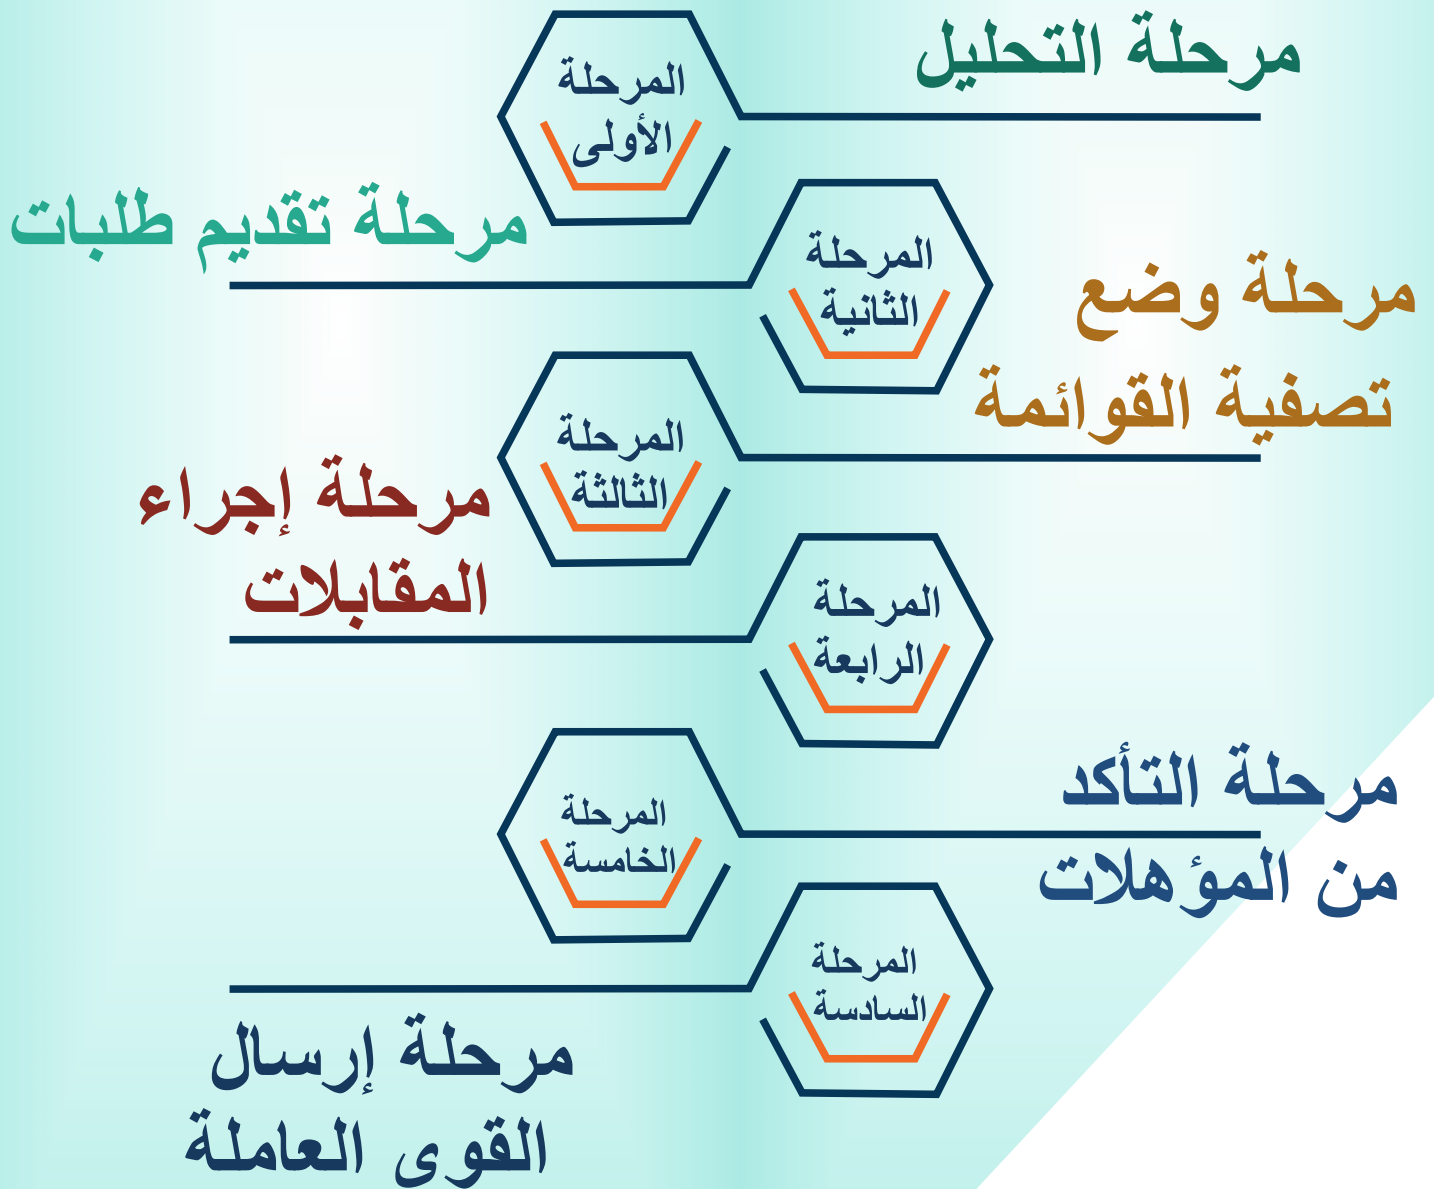 المرحلة
الأولى
مرحلة التحليل
المرحلة
الثانية
مرحلة تقديم طلبات
المرحلة
الثالثة
مرحلة وضع
تصفية القوائمة
المرحلة
الرابعة
مرحلة إجراء
المقابلات
المرحلة
الخامسة
مرحلة التأكد
من المؤهلات
المرحلة
السادسة
مرحلة إرسال
القوى العاملة